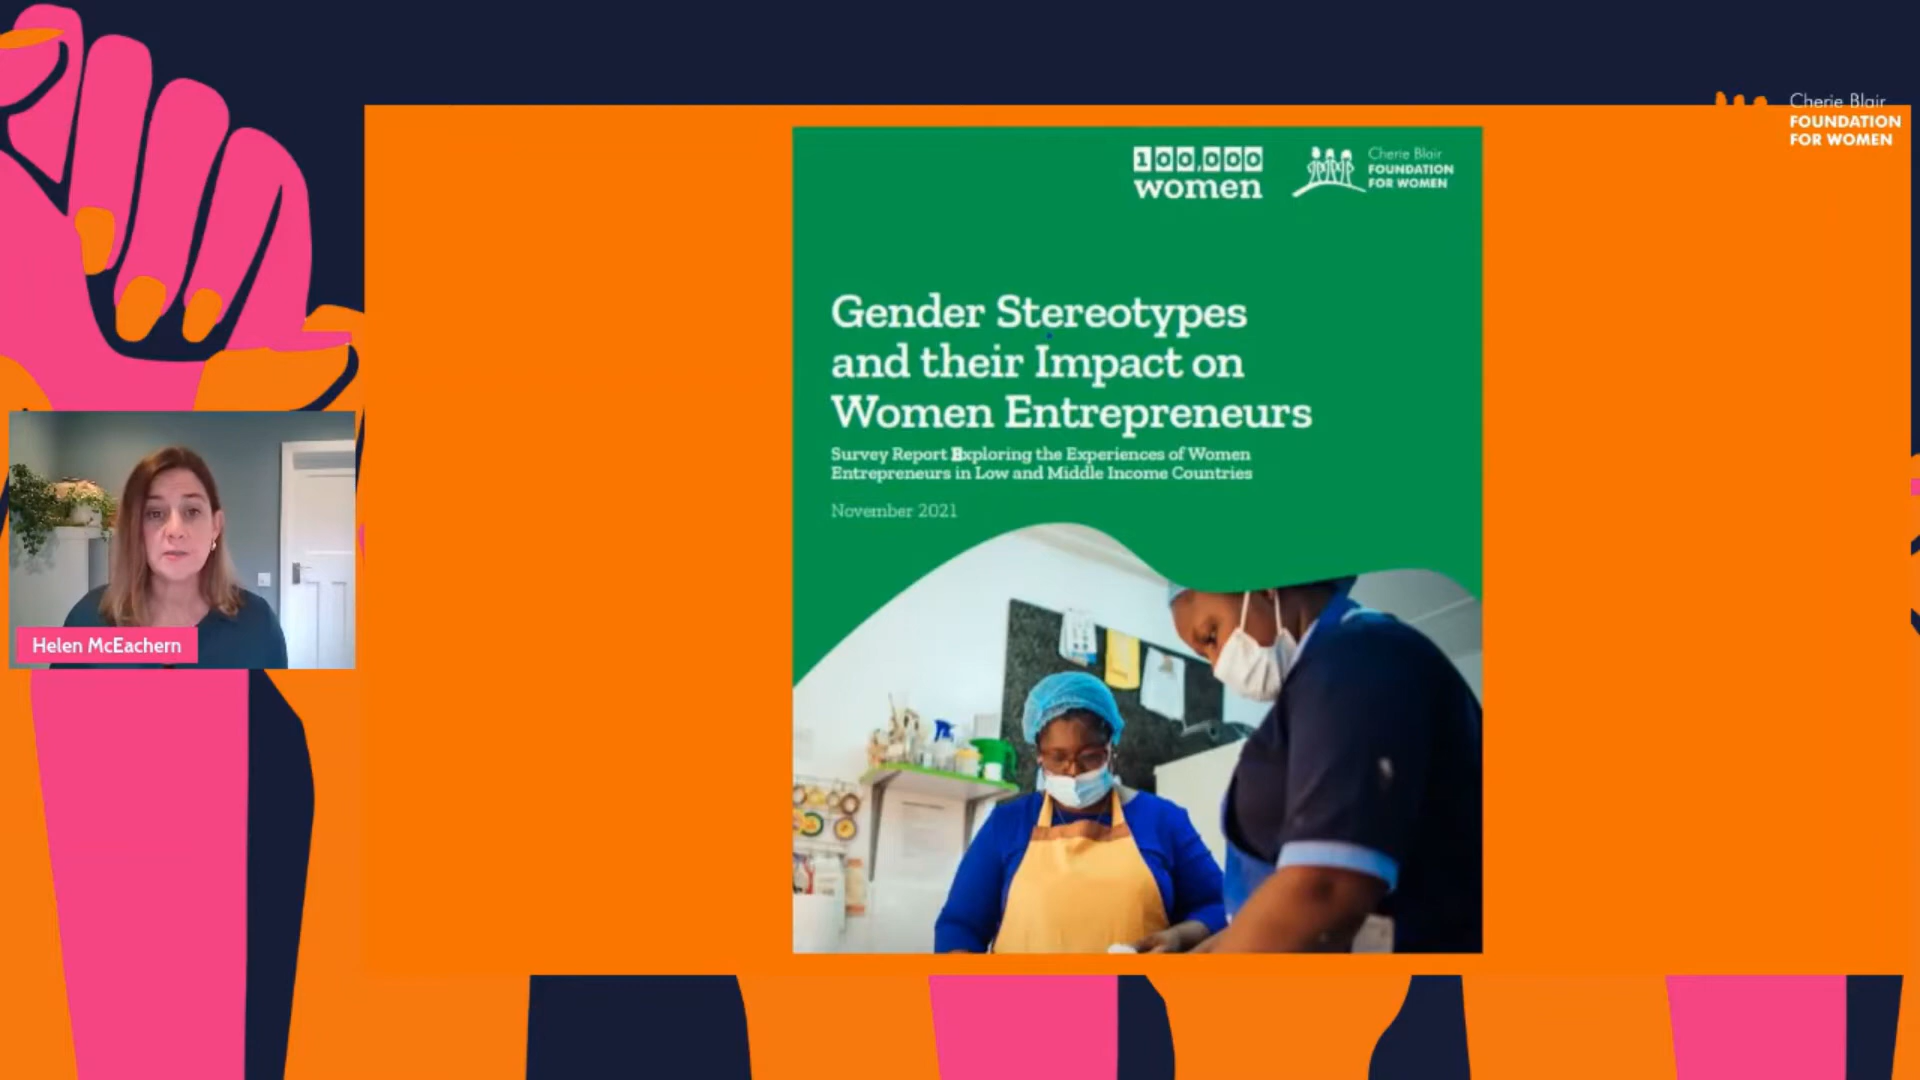 Cherie Blair
FOUNDATION
FOR WOMEN
100,000
women
Cherie Blair
FOUNDATION
FOR WOMEN
Gender Stereotypes
and their Impact on
Women Entrepreneurs
Survey Report Exploring the Experiences of Women
Entrepreneurs in Low and Middle Income Countries
November 2021
Helen McEachern